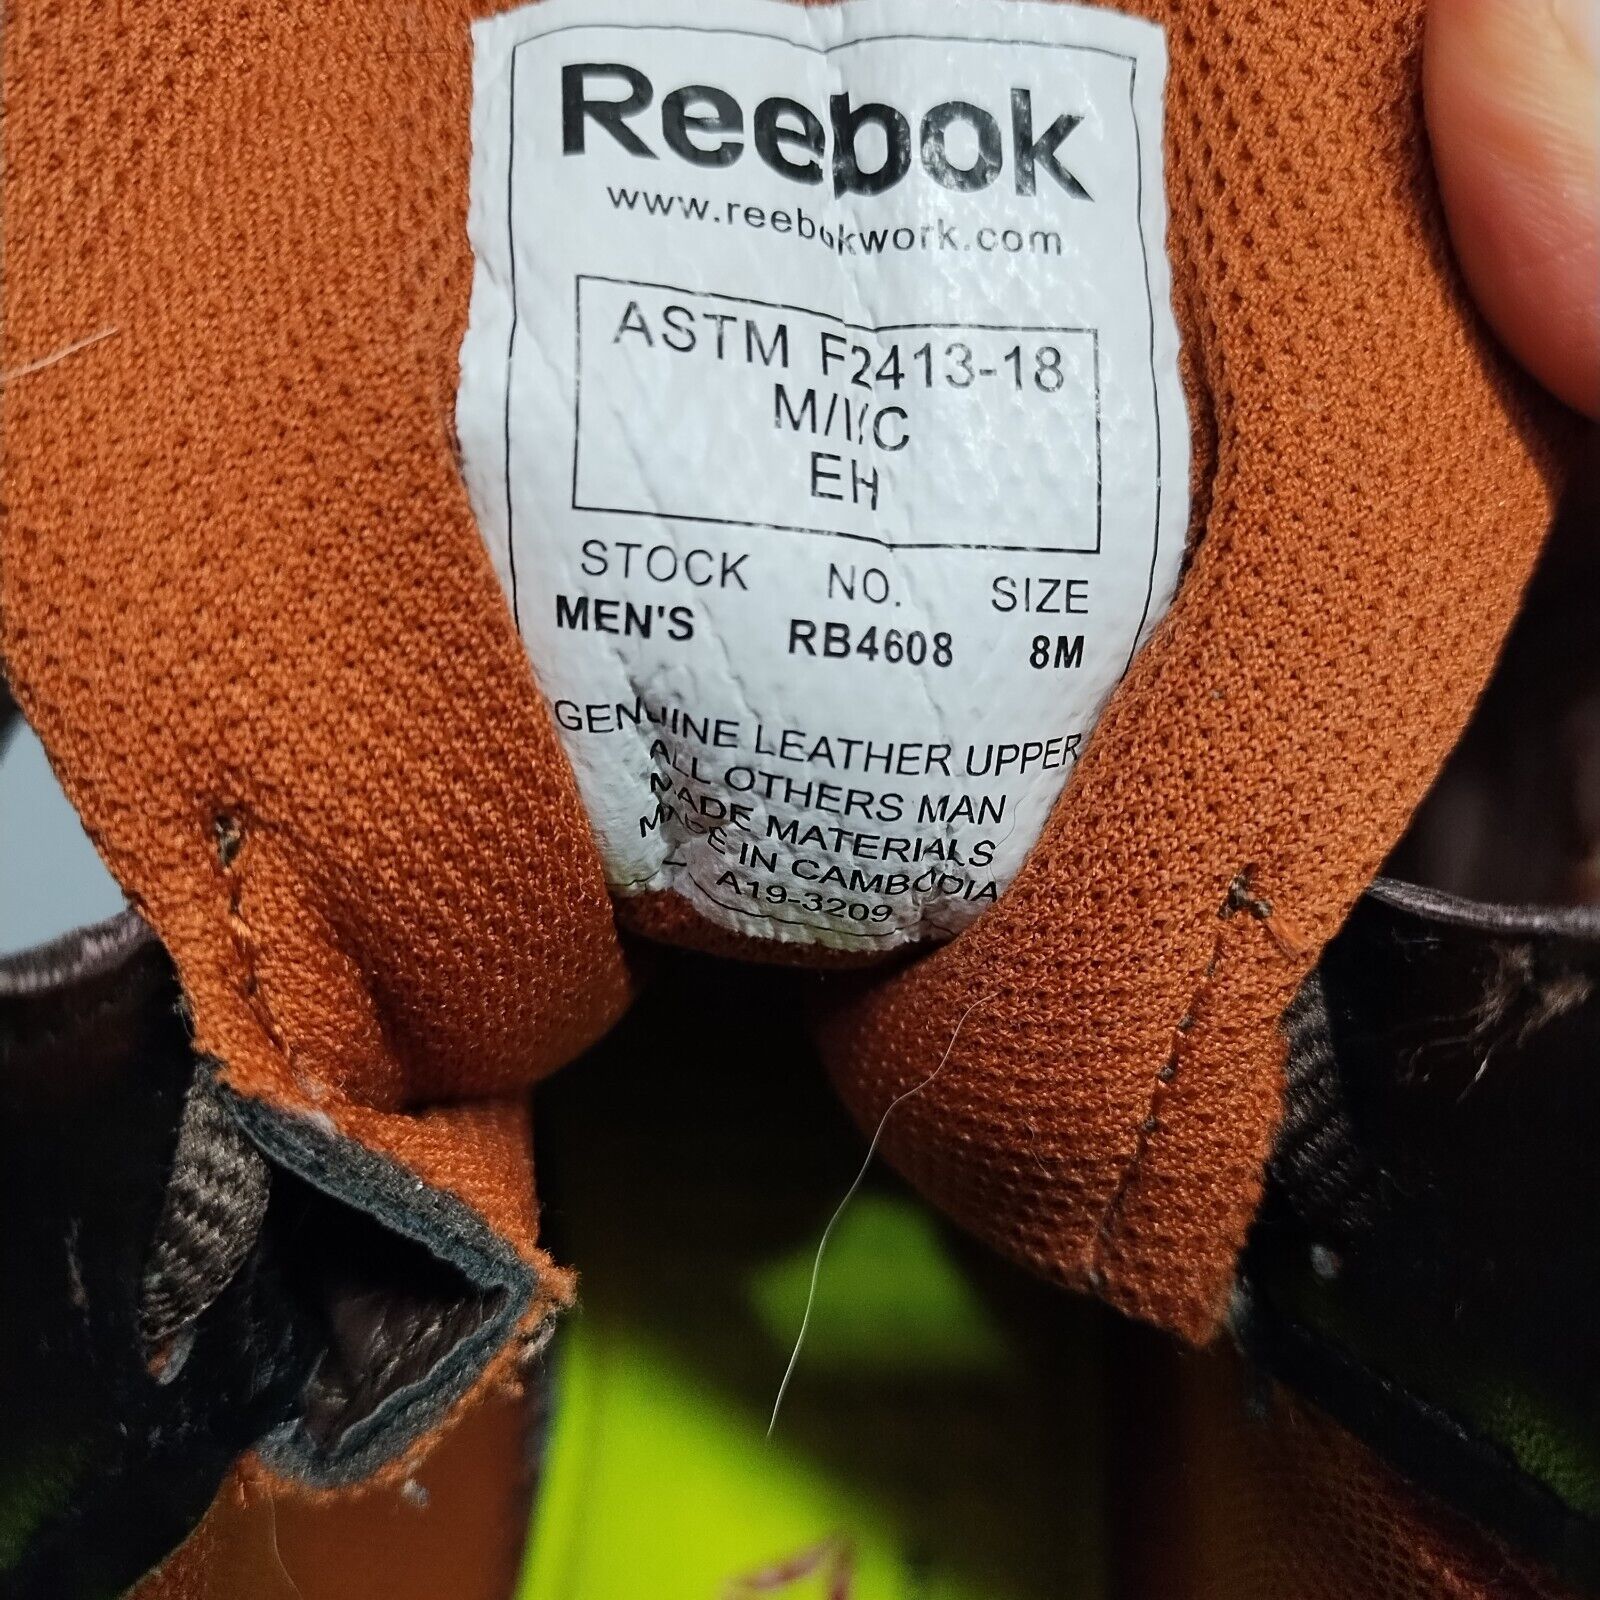 Reebok
www.reebokwork.com
ASTM F2413-18
M/I/C
EH
STOCK NO. SIZE
MEN'S RB4608 8M
GENUINE LEATHER UPPER
ALL OTHERS MAN
MADE MATERIALS
MADE IN CAMBODIA
A19-3209